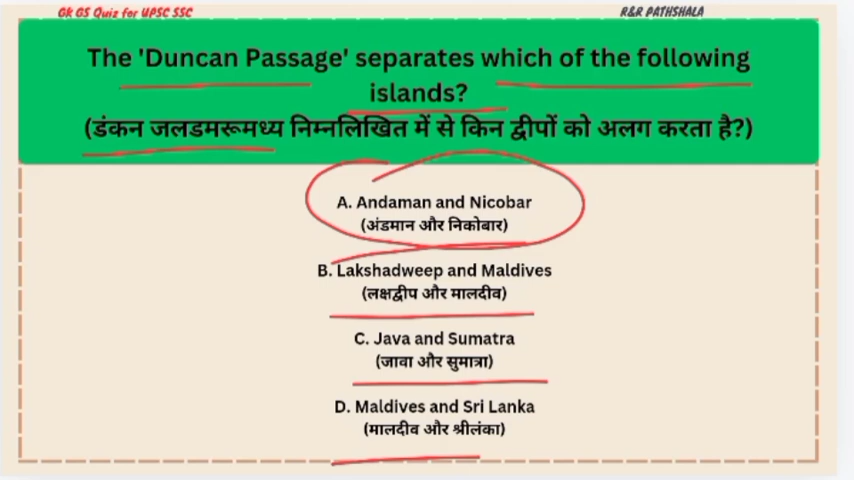 GK GS Quiz for UPSC SSC
R&R PATHSHALA
The 'Duncan Passage' separates which of the following
islands?
(डंकन जलडमरूमध्य निम्नलिखित में से किन द्वीपों को अलग करता है?)
A. Andaman and Nicobar
(अंडमान और निकोबार)
B. Lakshadweep and Maldives
(लक्षद्वीप और मालदीव)
C. Java and Sumatra
(जावा और सुमात्रा)
D. Maldives and Sri Lanka
(मालदीव और श्रीलंका)